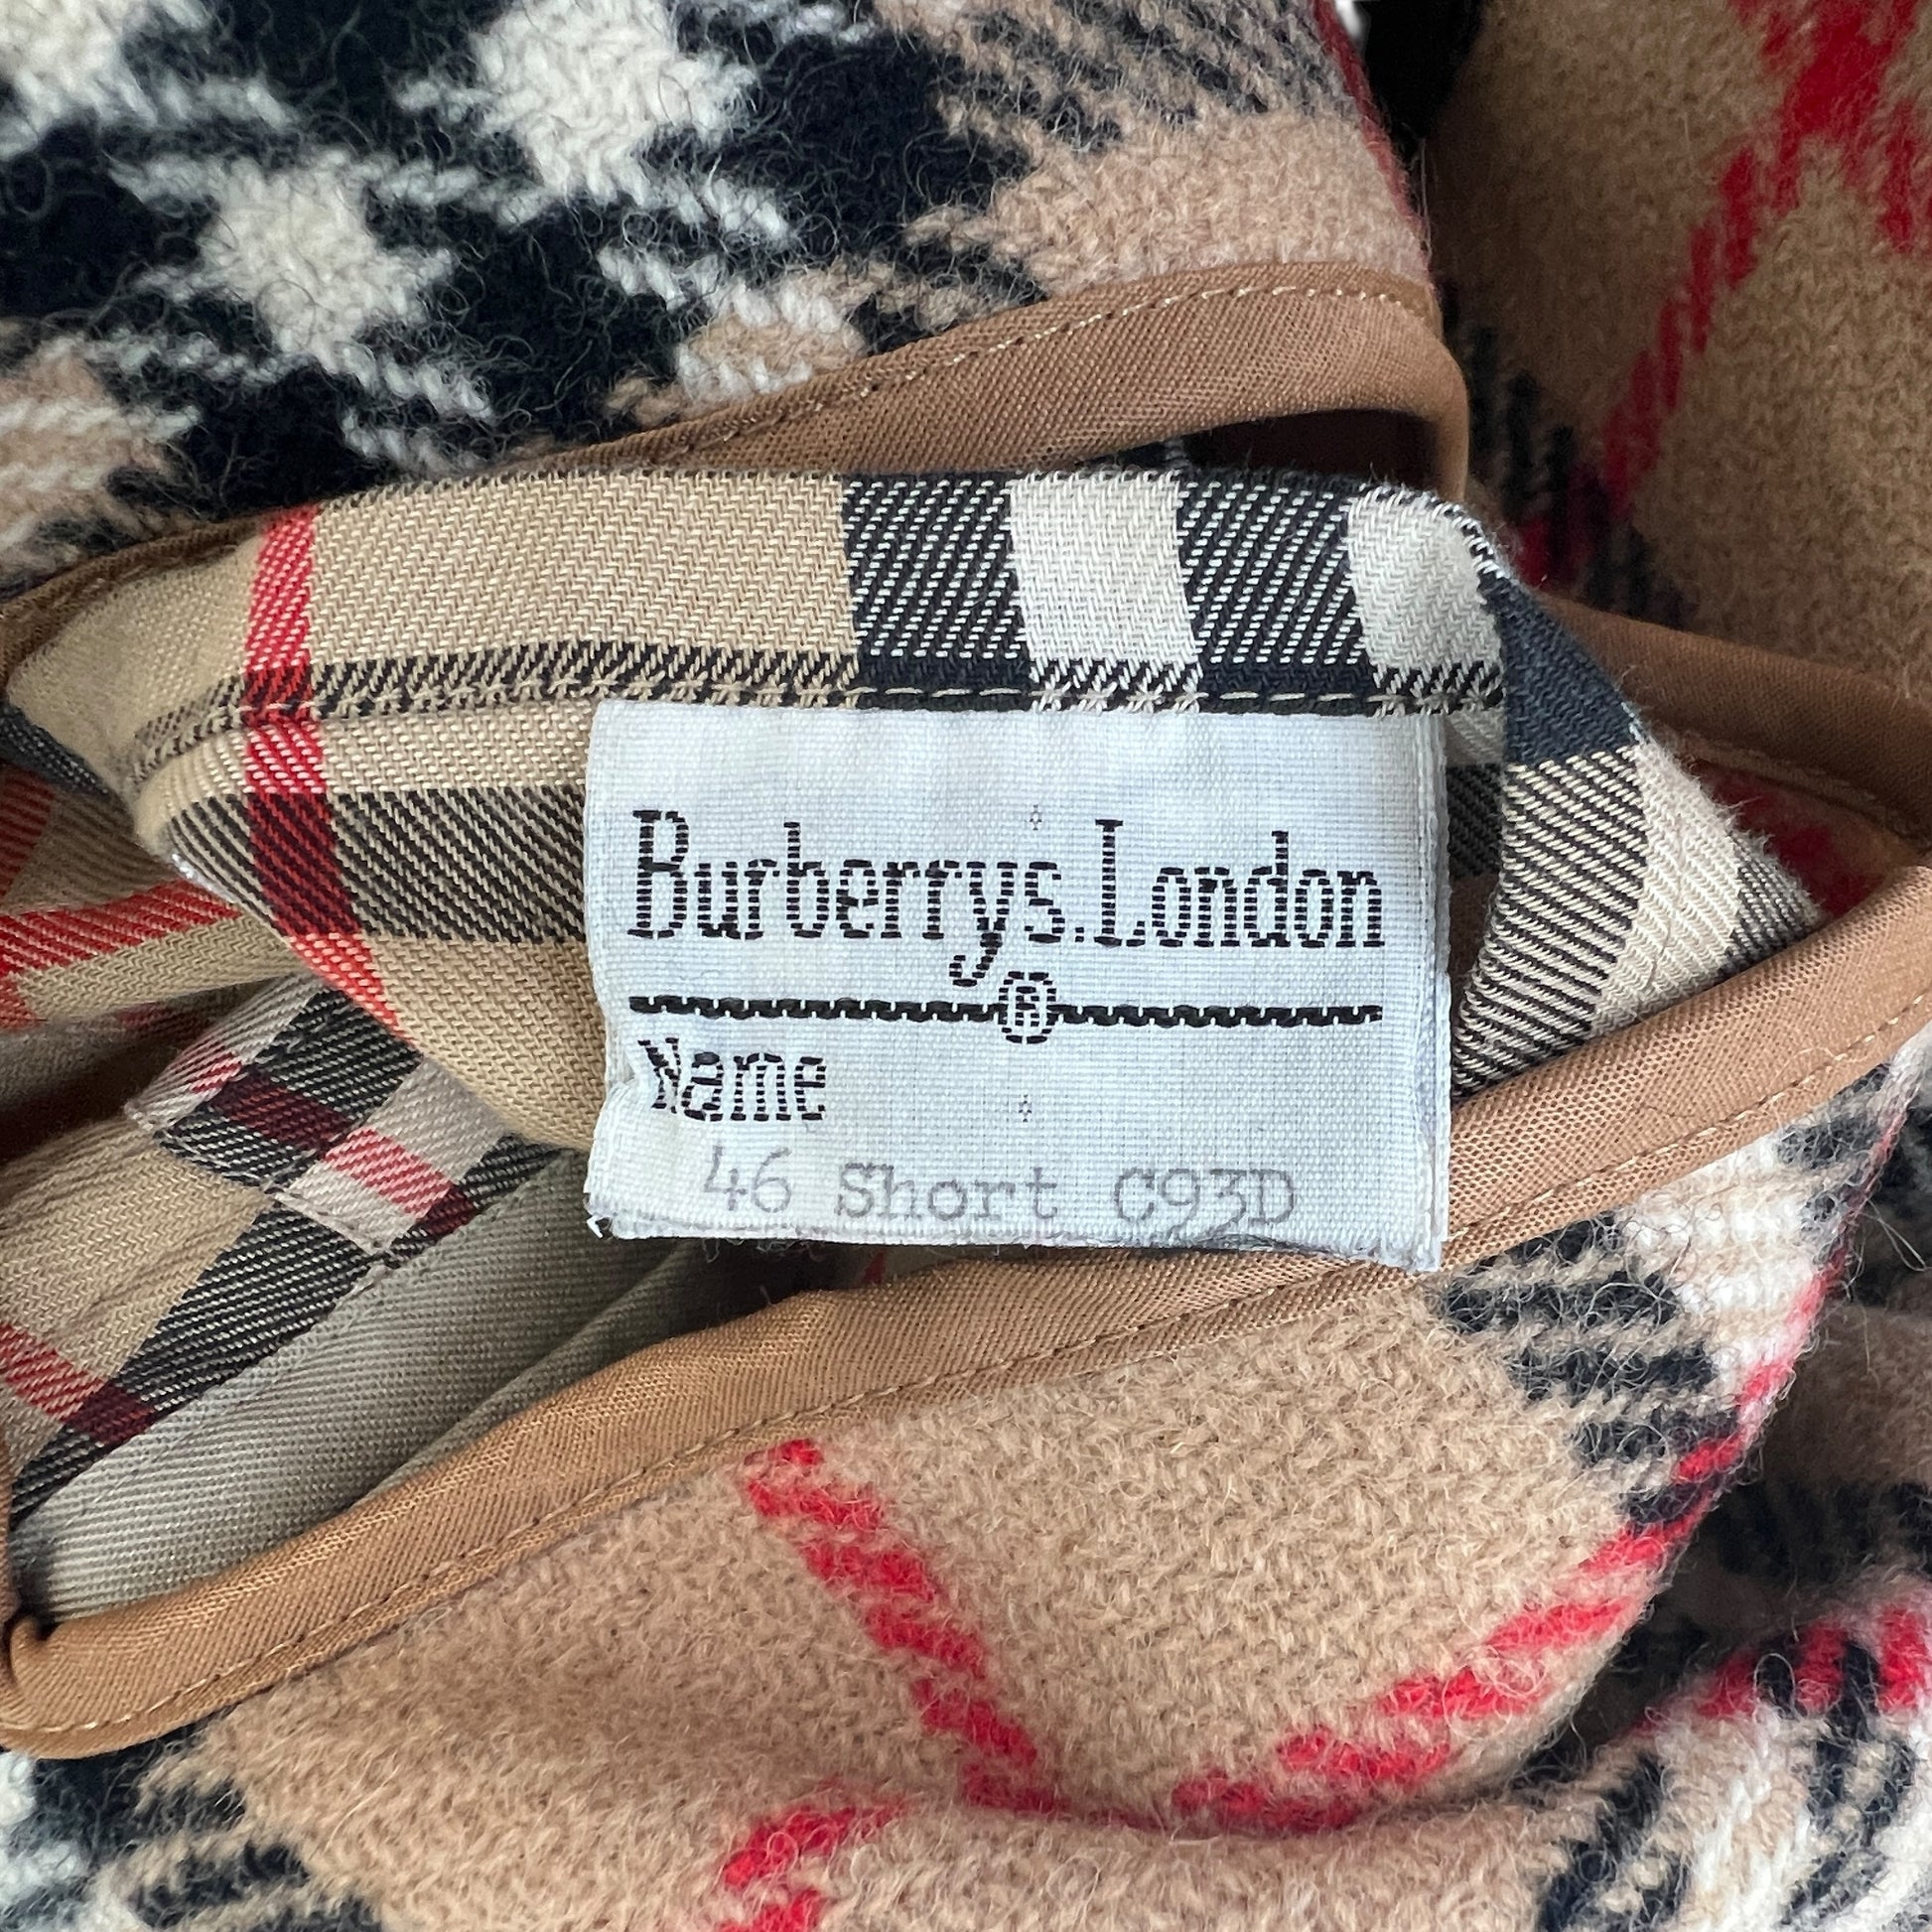 Burberrys.London
®
Name
46 Short C93D